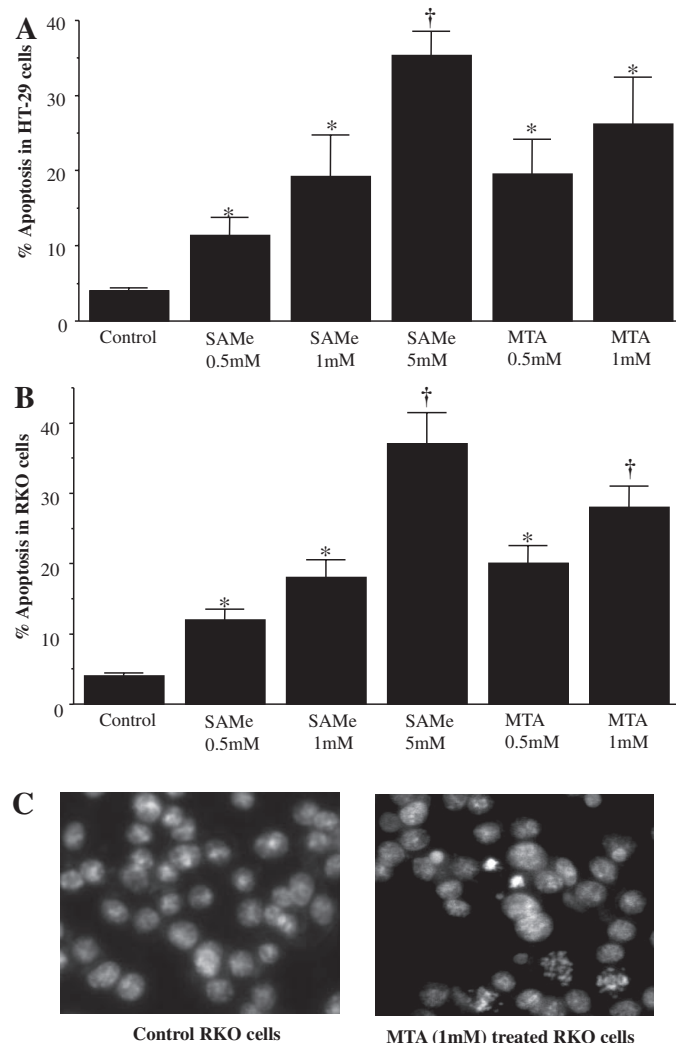 A
% Apoptosis in HT-29 cells
40
30
20
10
0
*
*
†
*
*
Control
SAMe 0.5mM
SAMe 1mM
SAMe 5mM
MTA 0.5mM
MTA 1mM
B
% Apoptosis in RKO cells
40
30
20
10
0
*
*
†
*
†
Control
SAMe 0.5mM
SAMe 1mM
SAMe 5mM
MTA 0.5mM
MTA 1mM
C
Control RKO cells
MTA (1mM) treated RKO cells